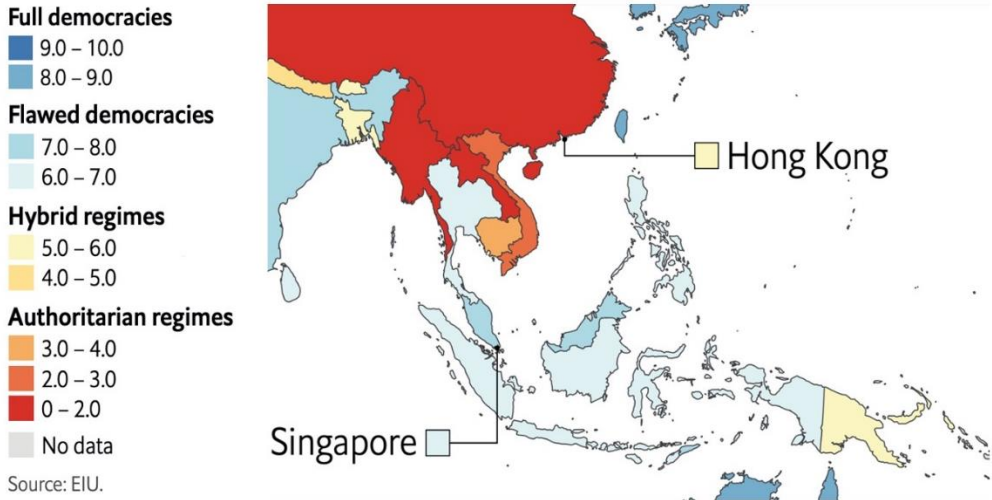 Full democracies
9.0 – 10.0
8.0 – 9.0
Flawed democracies
7.0 – 8.0
6.0 – 7.0
Hybrid regimes
5.0 – 6.0
4.0 – 5.0
Authoritarian regimes
3.0 – 4.0
2.0 – 3.0
0 – 2.0
No data
Source: EIU.
Hong Kong
Singapore